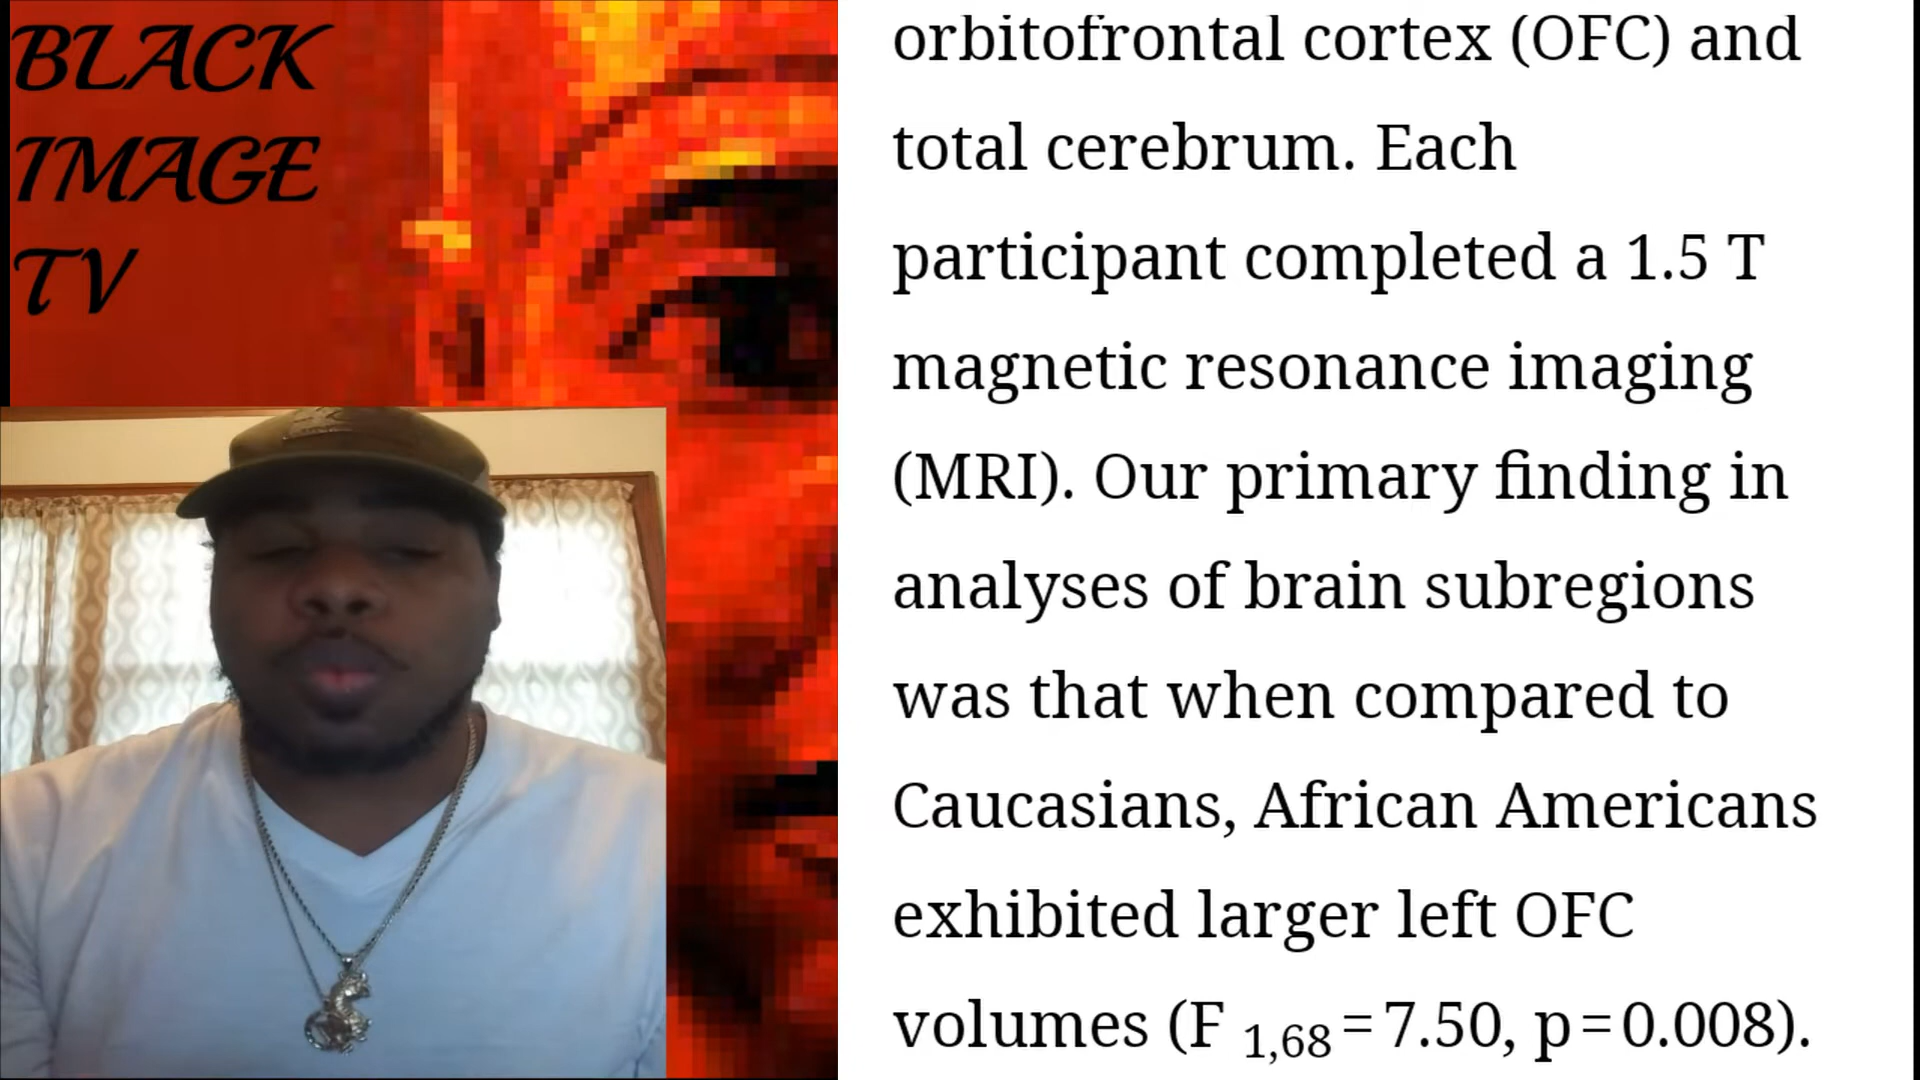 BLACK
IMAGE
TV
orbitofrontal cortex (OFC) and
total cerebrum. Each
participant completed a 1.5 T
magnetic resonance imaging
(MRI). Our primary finding in
analyses of brain subregions
was that when compared to
Caucasians, African Americans
exhibited larger left OFC
volumes (F 1,68 = 7.50, p = 0.008).